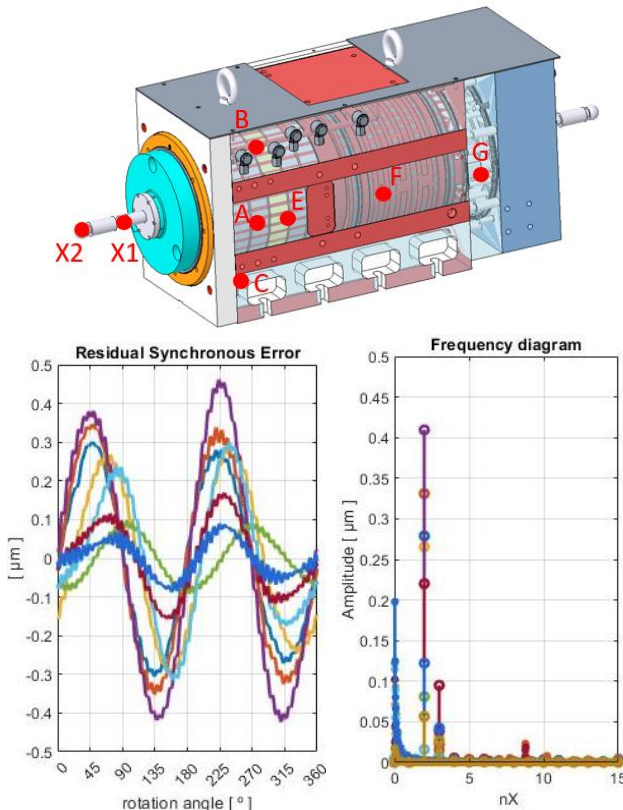 B
G
F
A
E
X2
X1
C
Residual Synchronous Error
0.5
0.4
0.3
0.2
0.1
0
-0.1
-0.2
-0.3
-0.4
-0.5
[ µm ]
0 45 90 135 180 225 270 315 360
rotation angle [ º ]
Frequency diagram
0.5
0.45
0.4
0.35
0.3
0.25
0.2
0.15
0.1
0.05
0
Amplitude [ µm ]
0 5 10 15
nX